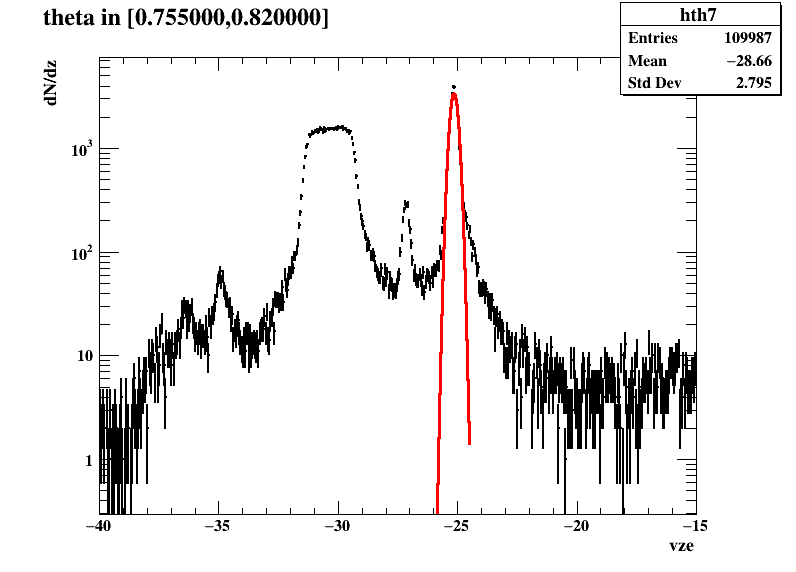 theta in [0.755000,0.820000]
hth7
Entries 109987
Mean −28.66
Std Dev 2.795
dN/dz
10³
10²
10
1
−40 −35 −30 −25 −20 −15
vze